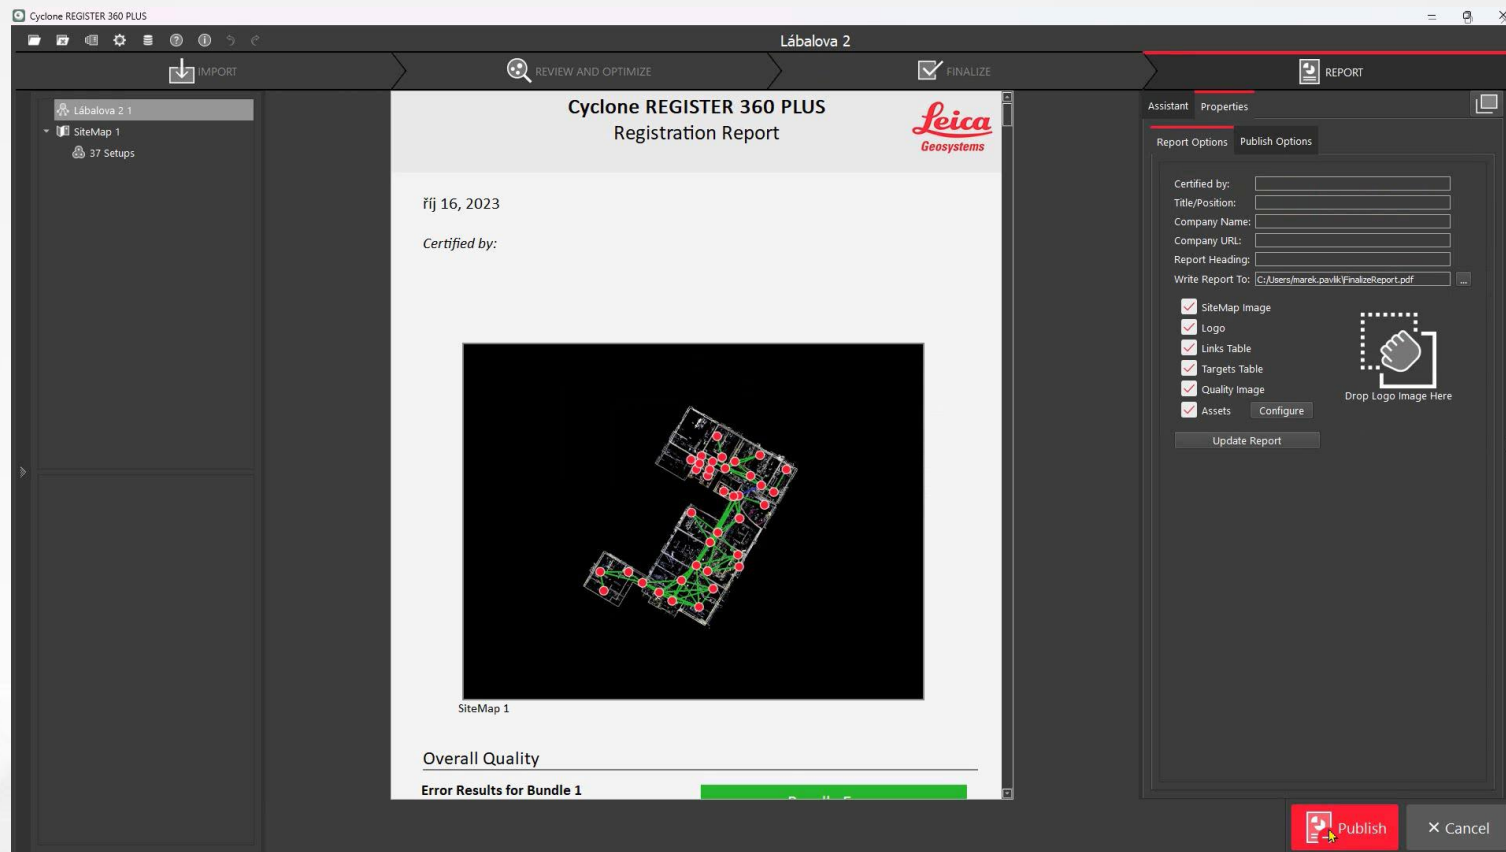 Cyclone REGISTER 360 PLUS
Lábalova 2
IMPORT
REVIEW AND OPTIMIZE
FINALIZE
REPORT
Lábalova 2 1
SiteMap 1
37 Setups
Cyclone REGISTER 360 PLUS
Registration Report
Leica
Geosystems
říj 16, 2023
Certified by:
SiteMap 1
Overall Quality
Error Results for Bundle 1
Assistant
Properties
Report Options
Publish Options
Certified by:
Title/Position:
Company Name:
Company URL:
Report Heading:
Write Report To: C:/Users/marek.pavlik\FinalizeReport.pdf ...
SiteMap Image
Logo
Links Table
Targets Table
Quality Image
Assets Configure
Drop Logo Image Here
Update Report
Publish
Cancel